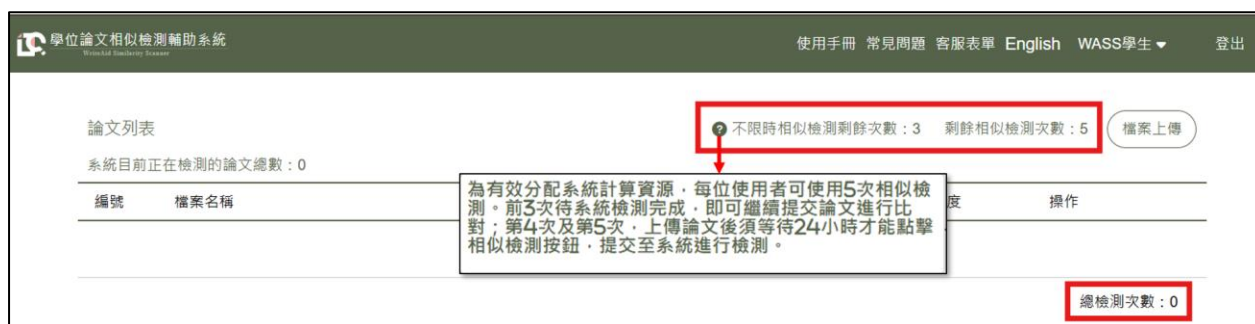 學位論文相似檢測輔助系統
使用手冊 常見問題 客服表單 English WASS學生 登出
論文列表
不限時相似檢測剩餘次數:3 剩餘相似檢測次數:5 檔案上傳
系統目前正在檢測的論文總數:0
編號 檔案名稱 度 操作
為有效分配系統計算資源,每位使用者可使用5次相似檢
測。前3次待系統檢測完成,即可繼續提交論文進行比
對;第4次及第5次,上傳論文後須等待24小時才能點擊
相似檢測按鈕,提交至系統進行檢測。
總檢測次數:0